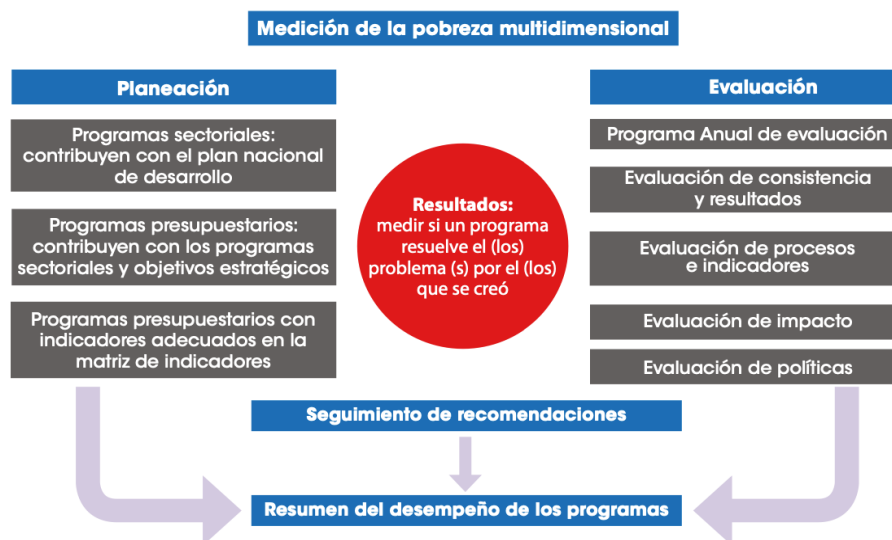 Medición de la pobreza multidimensional
Planeación
Programas sectoriales:
contribuyen con el plan nacional
de desarrollo
Programas presupuestarios:
contribuyen con los programas
sectoriales y objetivos estratégicos
Programas presupuestarios con
indicadores adecuados en la
matriz de indicadores
Resultados:
medir si un programa
resuelve el (los)
problema (s) por el (los)
que se creó
Evaluación
Programa Anual de evaluación
Evaluación de consistencia
y resultados
Evaluación de procesos
e indicadores
Evaluación de impacto
Evaluación de políticas
Seguimiento de recomendaciones
Resumen del desempeño de los programas